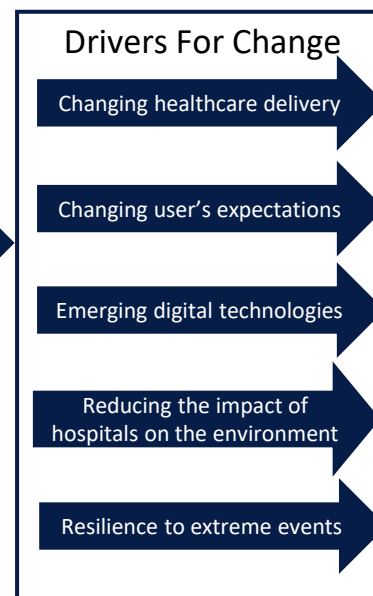 Drivers For Change
Changing healthcare delivery
Changing user’s expectations
Emerging digital technologies
Reducing the impact of
hospitals on the environment
Resilience to extreme events